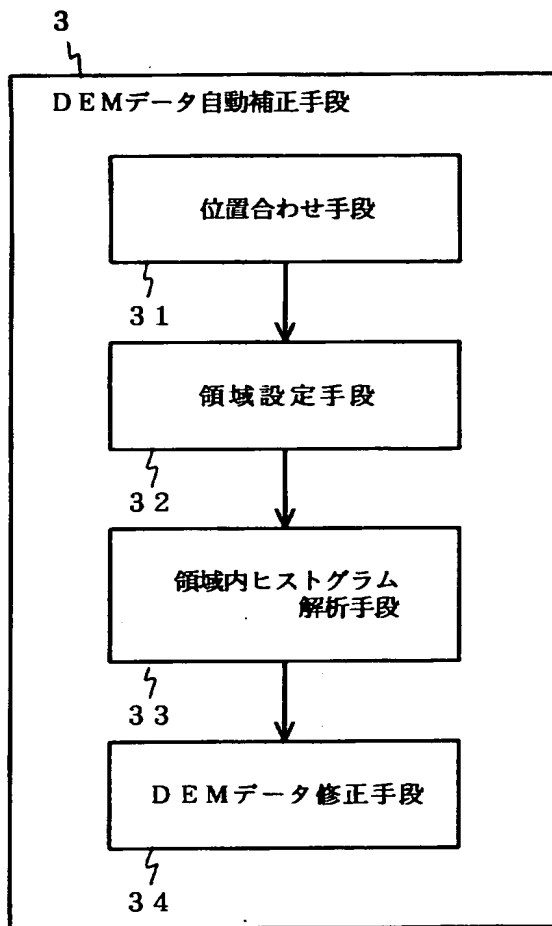 3
DEMデータ自動補正手段
位置合わせ手段
31
領域設定手段
32
領域内ヒストグラム
解析手段
33
DEMデータ修正手段
34